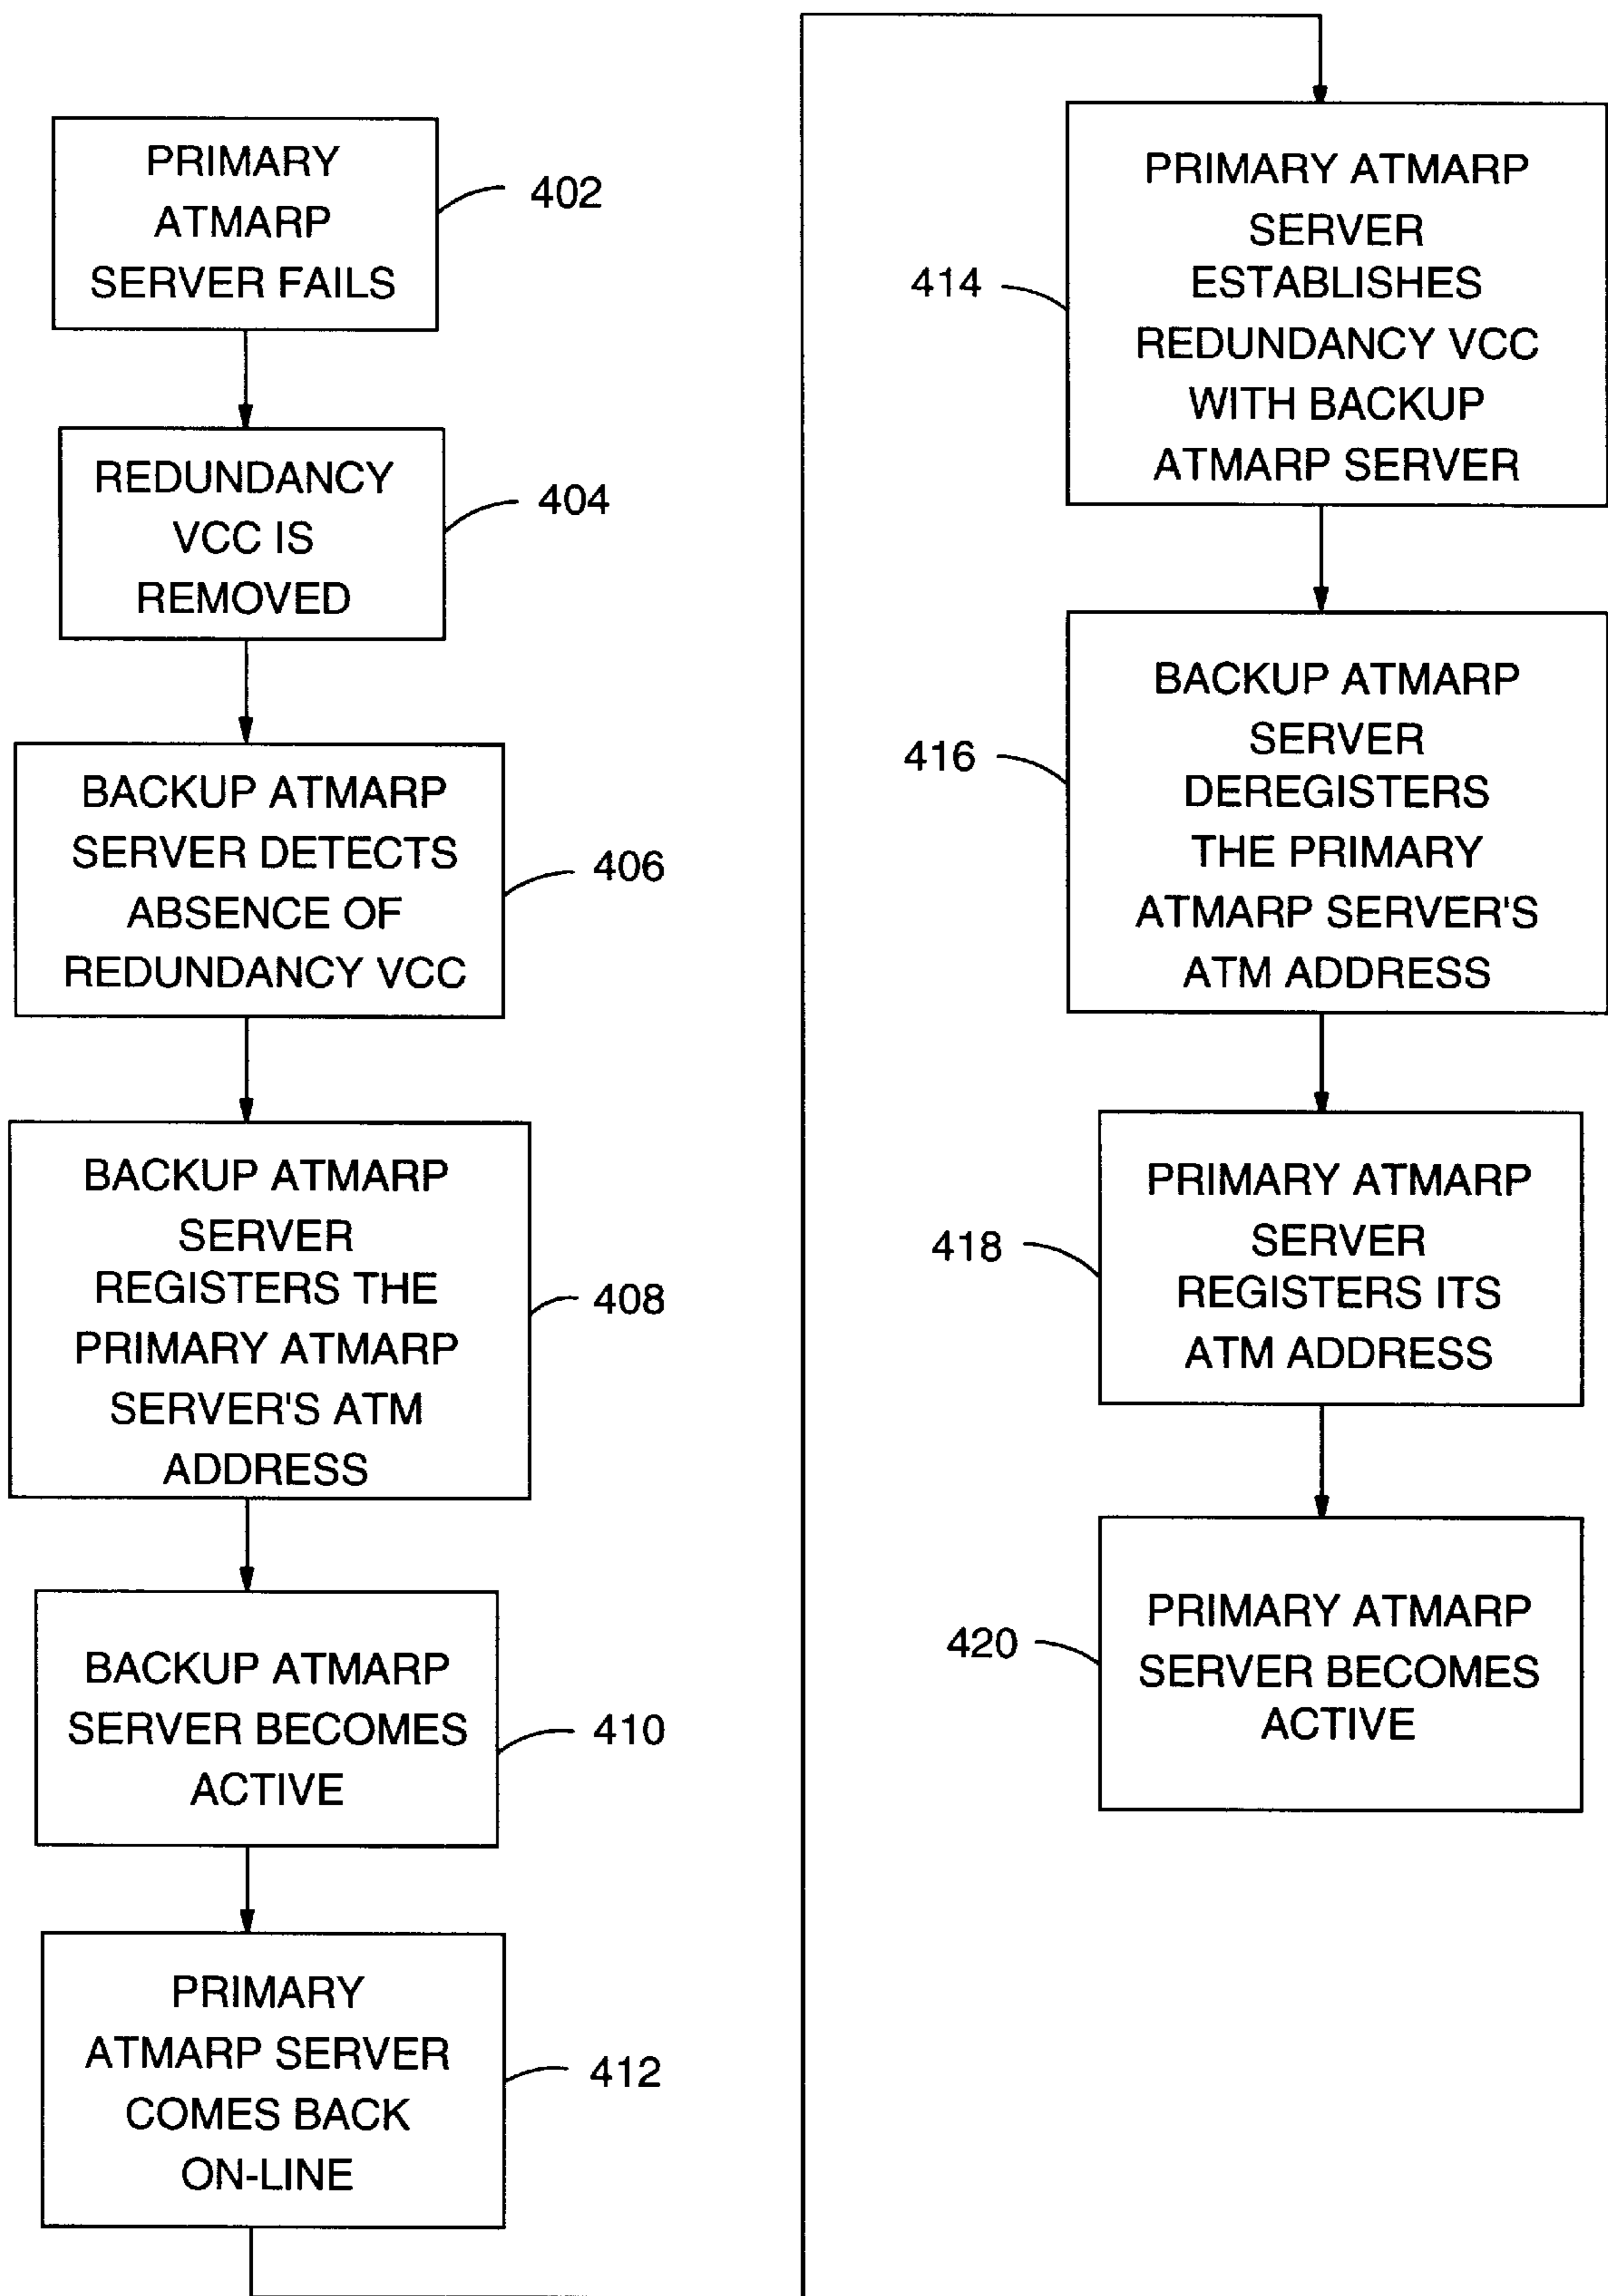 PRIMARY
ATMARP
SERVER FAILS
402
REDUNDANCY
VCC IS
REMOVED
404
BACKUP ATMARP
SERVER DETECTS
ABSENCE OF
REDUNDANCY VCC
406
BACKUP ATMARP
SERVER
REGISTERS THE
PRIMARY ATMARP
SERVER'S ATM
ADDRESS
408
BACKUP ATMARP
SERVER BECOMES
ACTIVE
410
PRIMARY
ATMARP SERVER
COMES BACK
ON-LINE
412
PRIMARY ATMARP
SERVER
ESTABLISHES
REDUNDANCY VCC
WITH BACKUP
ATMARP SERVER
414
BACKUP ATMARP
SERVER
DEREGISTERS
THE PRIMARY
ATMARP SERVER'S
ATM ADDRESS
416
PRIMARY ATMARP
SERVER
REGISTERS ITS
ATM ADDRESS
418
PRIMARY ATMARP
SERVER BECOMES
ACTIVE
420